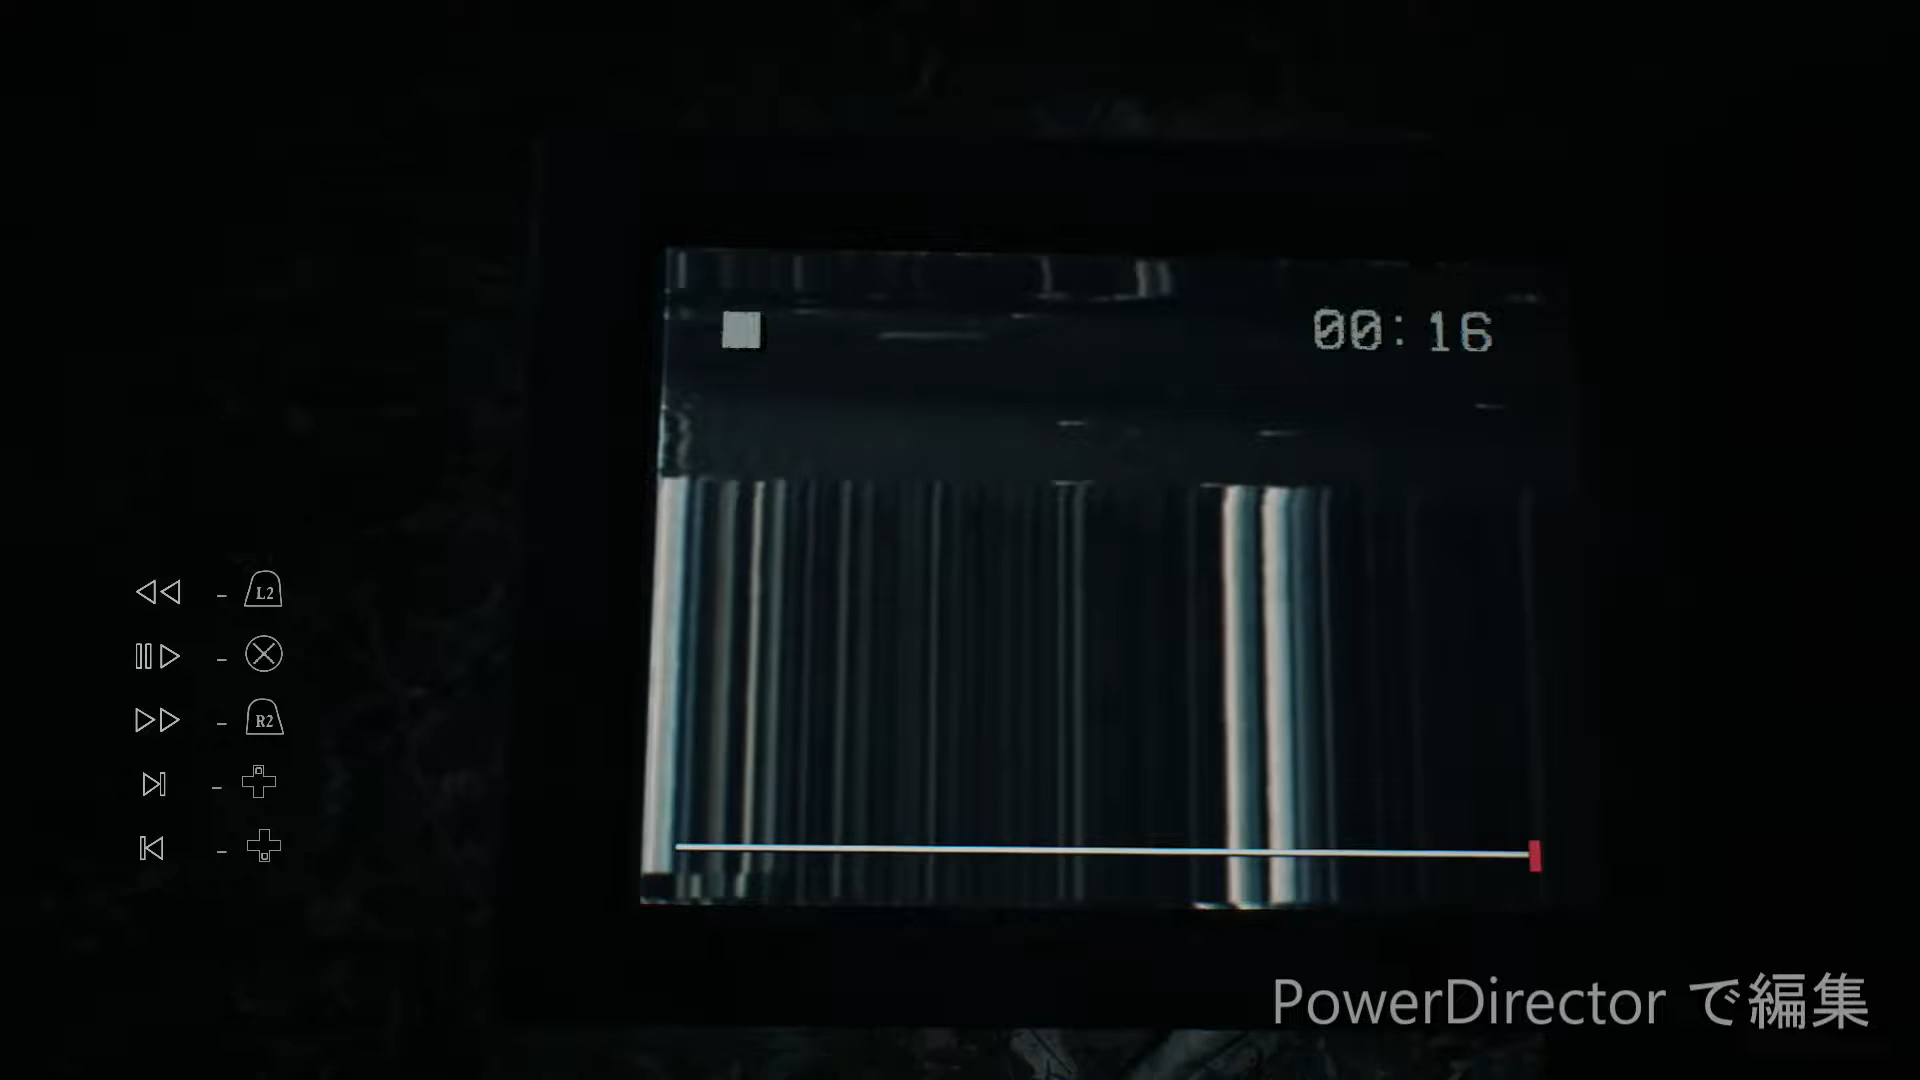 00:16
- L2
-
- R2
-
-
PowerDirector で編集